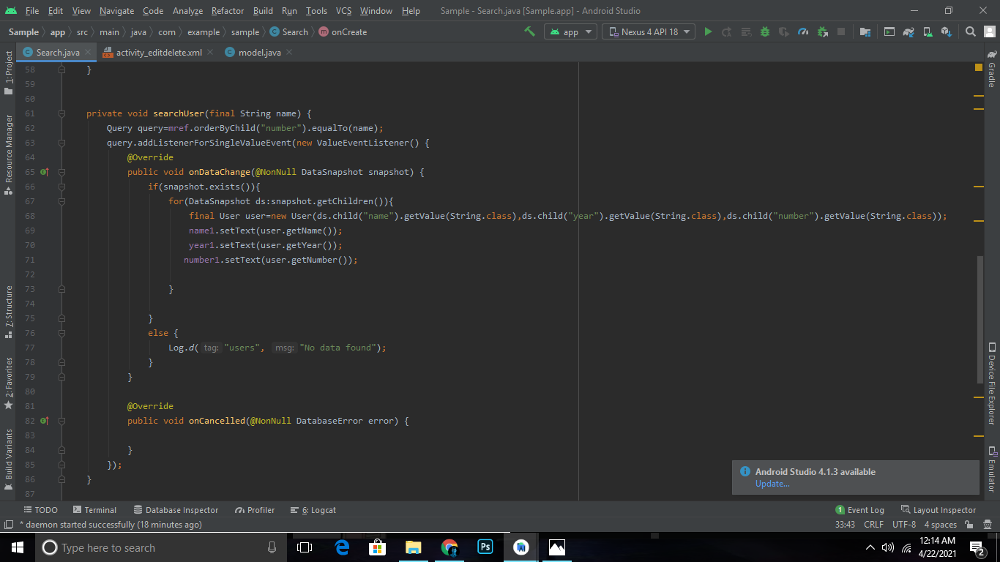 File Edit View Navigate Code Analyze Refactor Build Run Tools VCS Window Help Sample - Search.java [Sample.app] - Android Studio
Sample app src main java com example sample Search onCreate app Nexus 4 API 18
Search.java activity_editdelete.xml model.java
1: Project
Resource Manager
7: Structure
2: Favorites
Build Variants
58 }
59
60
61 private void searchUser(final String name) {
62 Query query=mref.orderByChild("number").equalTo(name);
63 query.addListenerForSingleValueEvent(new ValueEventListener() {
64 @Override
65 public void onDataChange(@NonNull DataSnapshot snapshot) {
66 if(snapshot.exists()){
67 for(DataSnapshot ds:snapshot.getChildren()){
68 final User user=new User(ds.child("name").getValue(String.class),ds.child("year").getValue(String.class),ds.child("number").getValue(String.class));
69 name1.setText(user.getName());
70 year1.setText(user.getYear());
71 number1.setText(user.getNumber());
72
73 }
74
75 }
76 else {
77 Log.d( tag: "users", msg: "No data found");
78 }
79 }
80
81 @Override
82 public void onCancelled(@NonNull DatabaseError error) {
83
84 }
85 });
86 }
87
Gradle
Device File Explorer
Emulator
Android Studio 4.1.3 available
Update...
TODO Terminal Database Inspector Profiler 6: Logcat 1 Event Log Layout Inspector
* daemon started successfully (18 minutes ago) 33:43 CRLF UTF-8 4 spaces
Type here to search
Ps
12:14 AM
4/22/2021
2